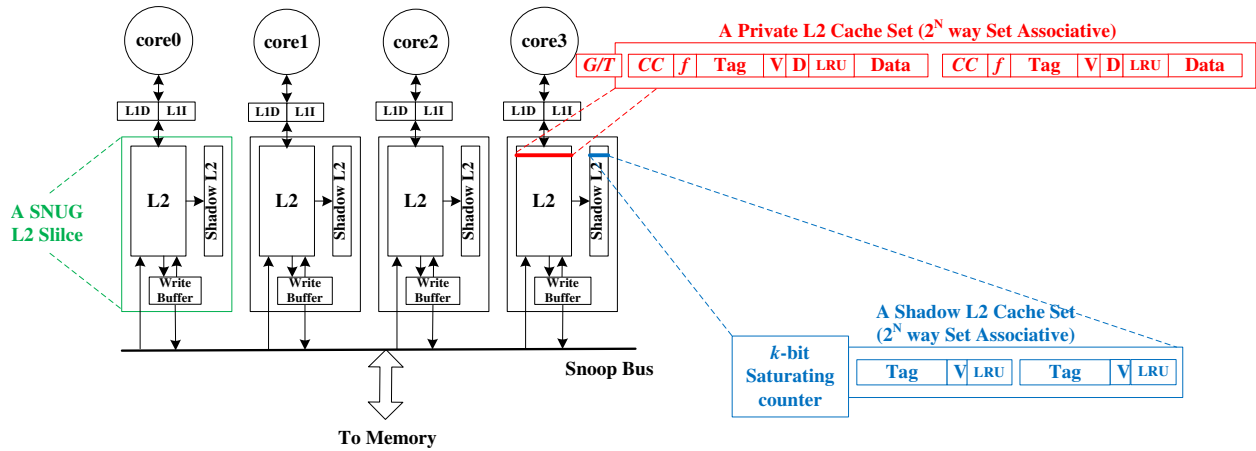 core0
core1
core2
core3
A Private L2 Cache Set (2^N way Set Associative)
G/T CC f Tag V D LRU Data CC f Tag V D LRU Data
L1D L1I L1D L1I L1D L1I L1D L1I
L2 Shadow L2 L2 Shadow L2 L2 Shadow L2 L2 Shadow L2
A SNUG
L2 Slilce
Write
Buffer
Write
Buffer
Write
Buffer
Write
Buffer
A Shadow L2 Cache Set
(2^N way Set Associative)
k-bit
Saturating
counter
Tag V LRU Tag V LRU
Snoop Bus
To Memory